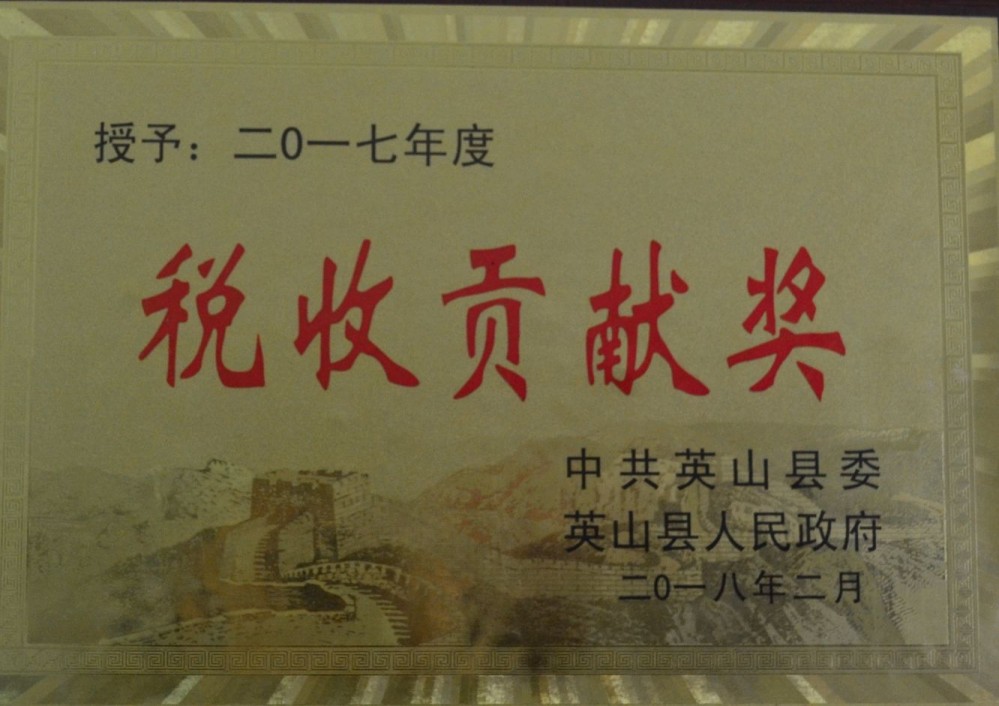 授予：二0一七年度
税收贡献奖
中共英山县委
英山县人民政府
二0一八年二月